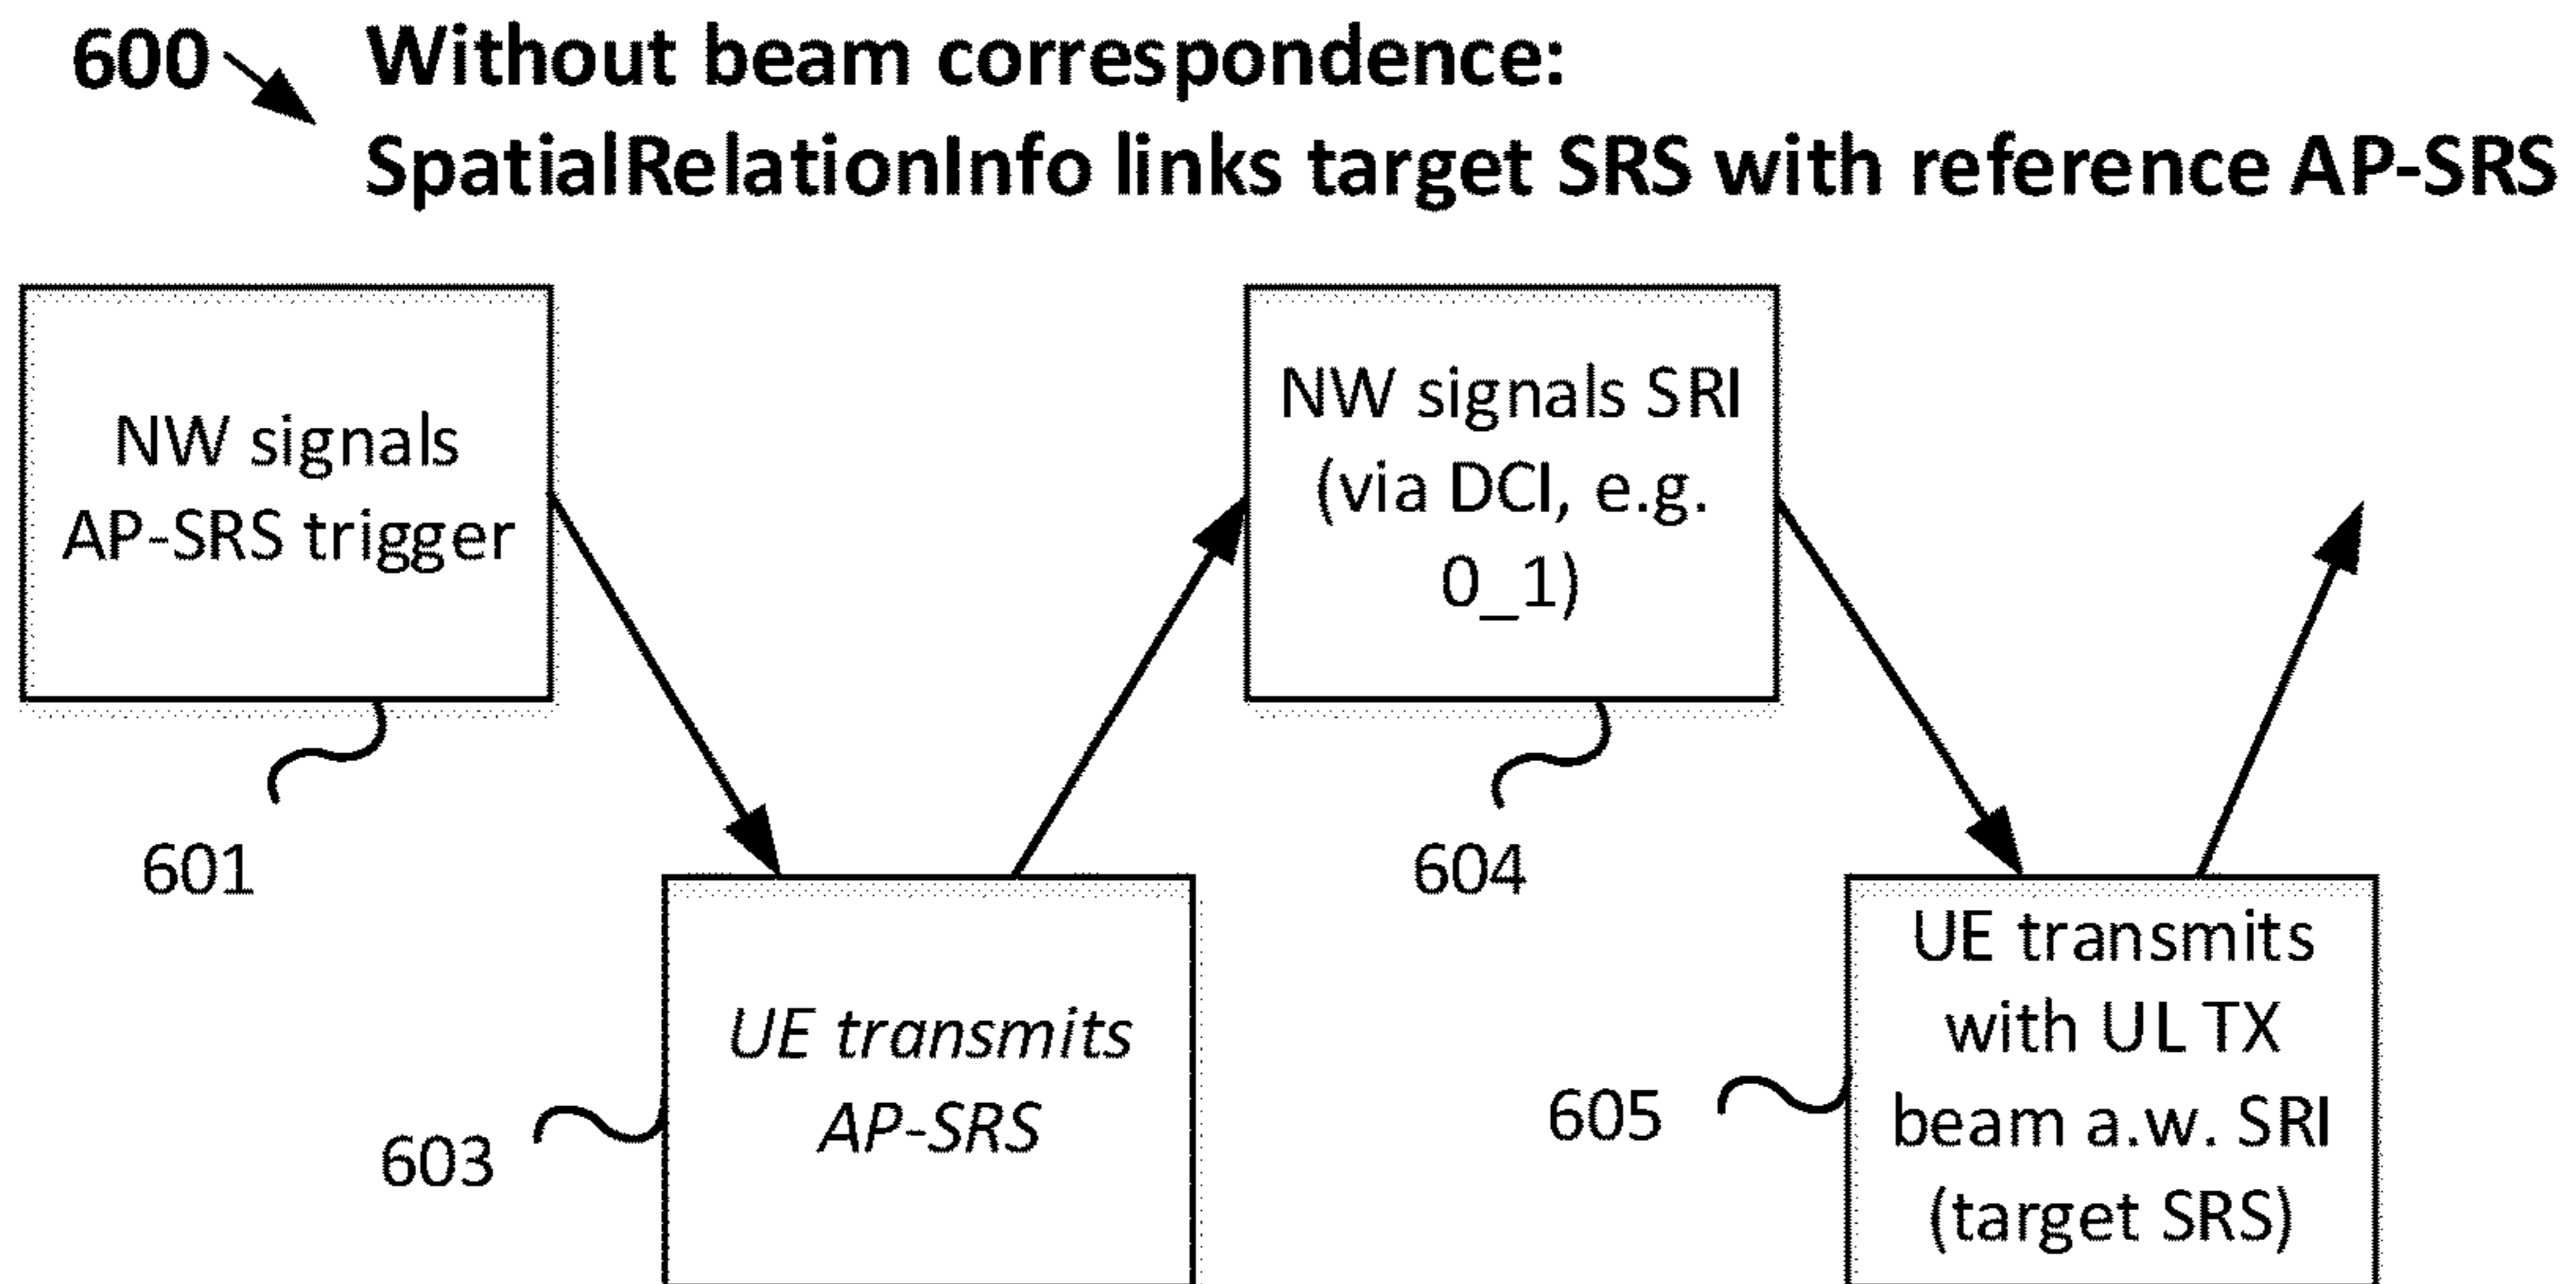 600
Without beam correspondence:
SpatialRelationInfo links target SRS with reference AP-SRS
NW signals
AP-SRS trigger
601
UE transmits
AP-SRS
603
NW signals SRI
(via DCI, e.g.
0_1)
604
UE transmits
with UL TX
beam a.w. SRI
(target SRS)
605